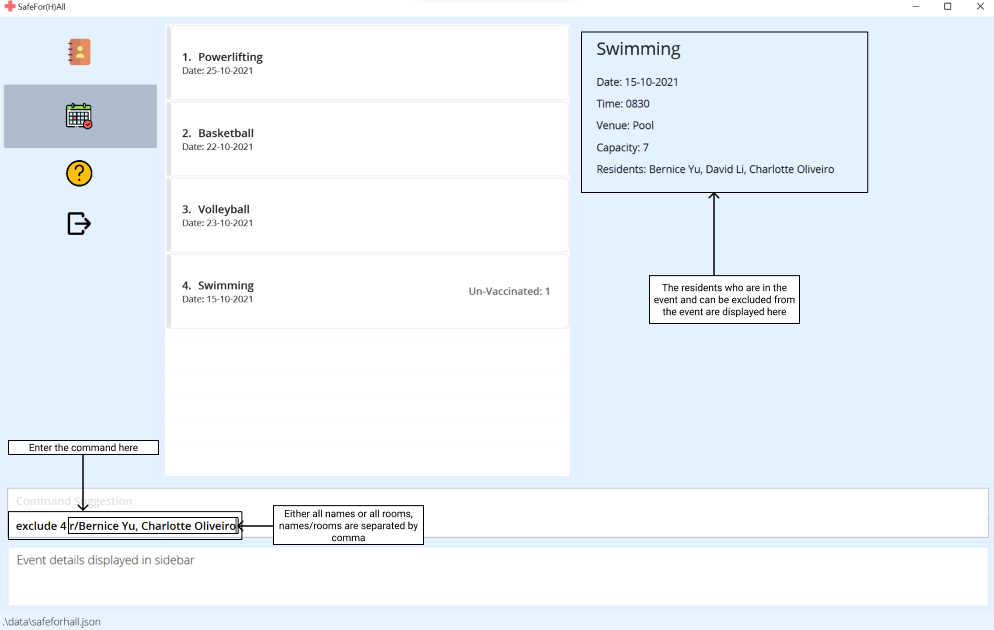 SafeFor(H)All
1. Powerlifting
Date: 25-10-2021
2. Basketball
Date: 22-10-2021
3. Volleyball
Date: 23-10-2021
4. Swimming
Date: 15-10-2021
Un-Vaccinated: 1
Swimming
Date: 15-10-2021
Time: 0830
Venue: Pool
Capacity: 7
Residents: Bernice Yu, David Li, Charlotte Oliveiro
The residents who are in the
event and can be excluded from
the event are displayed here
Enter the command here
Command Suggestion
exclude 4 r/Bernice Yu, Charlotte Oliveiro
Either all names or all rooms,
names/rooms are separated by
comma
Event details displayed in sidebar
.\data\safeforhall.json